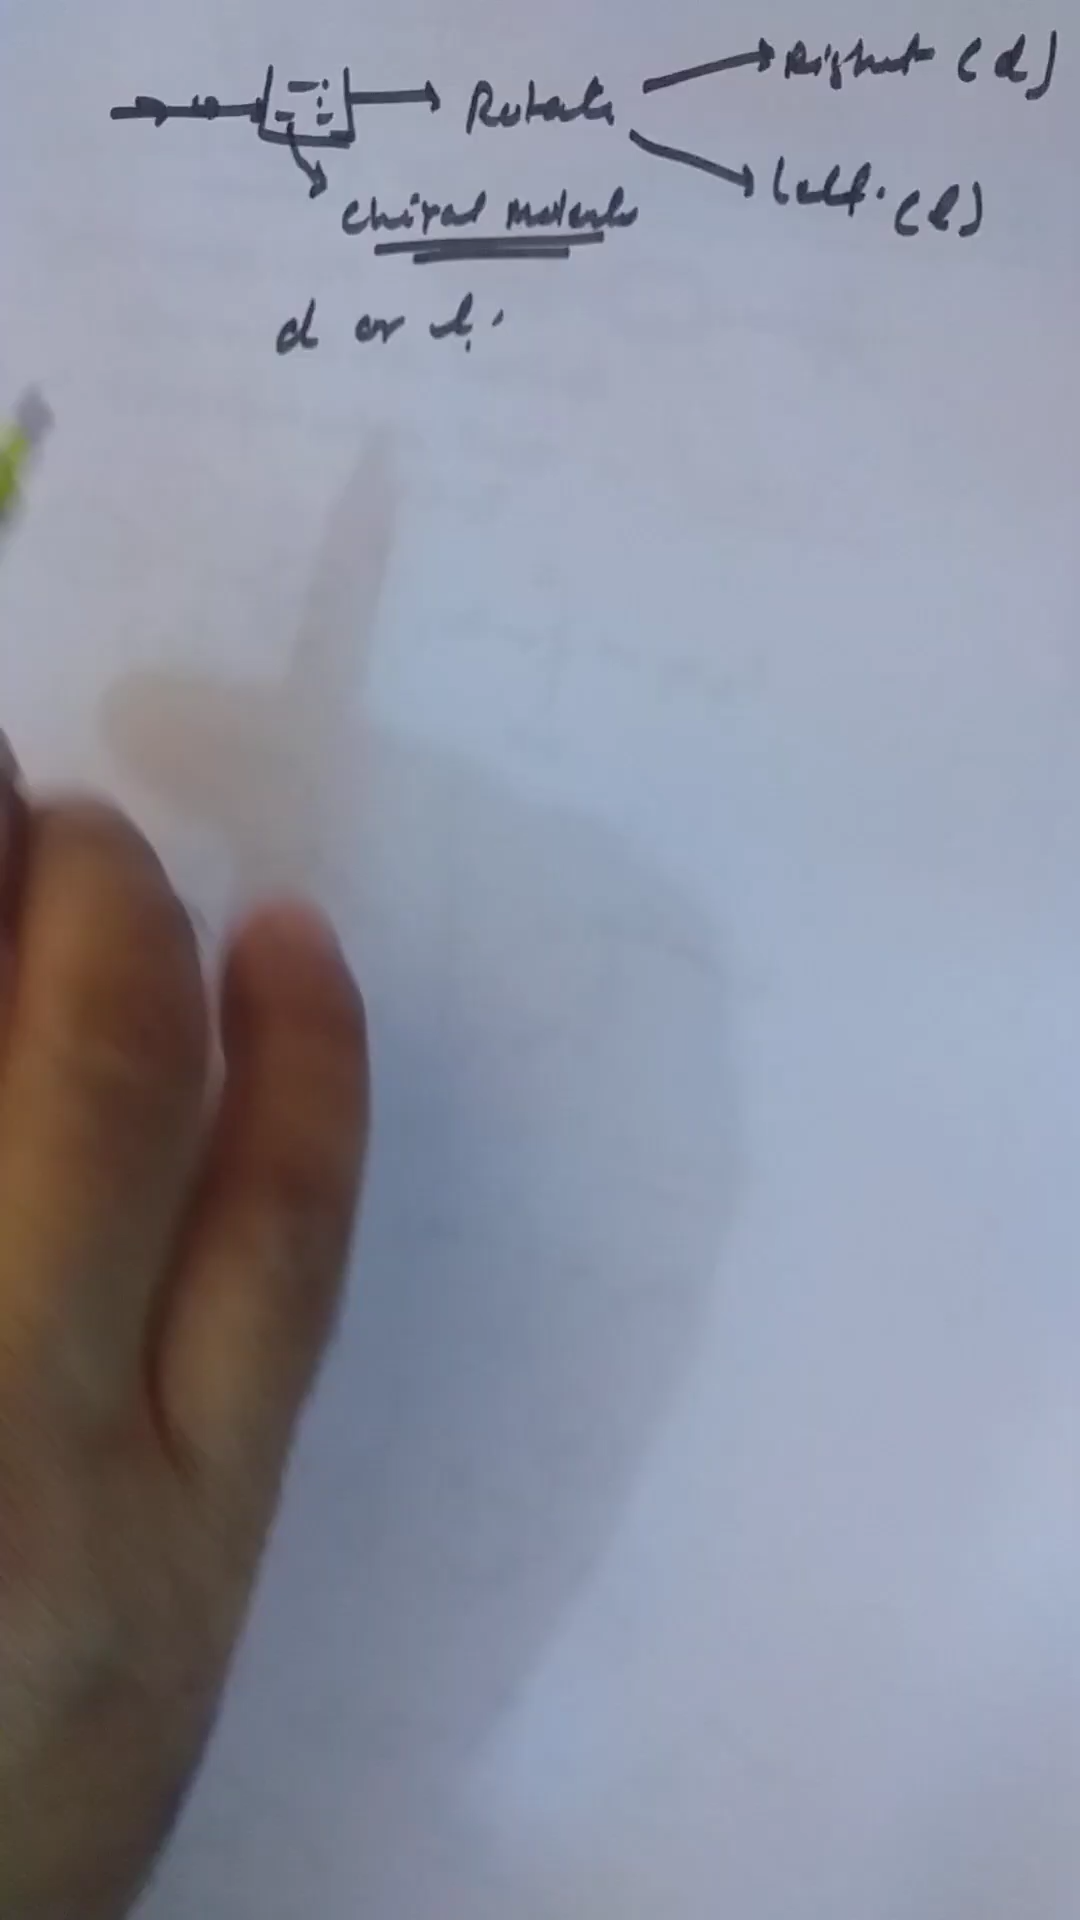 Rotate
Right (d)
Left. (l)
Chiral Molecule
d or l.